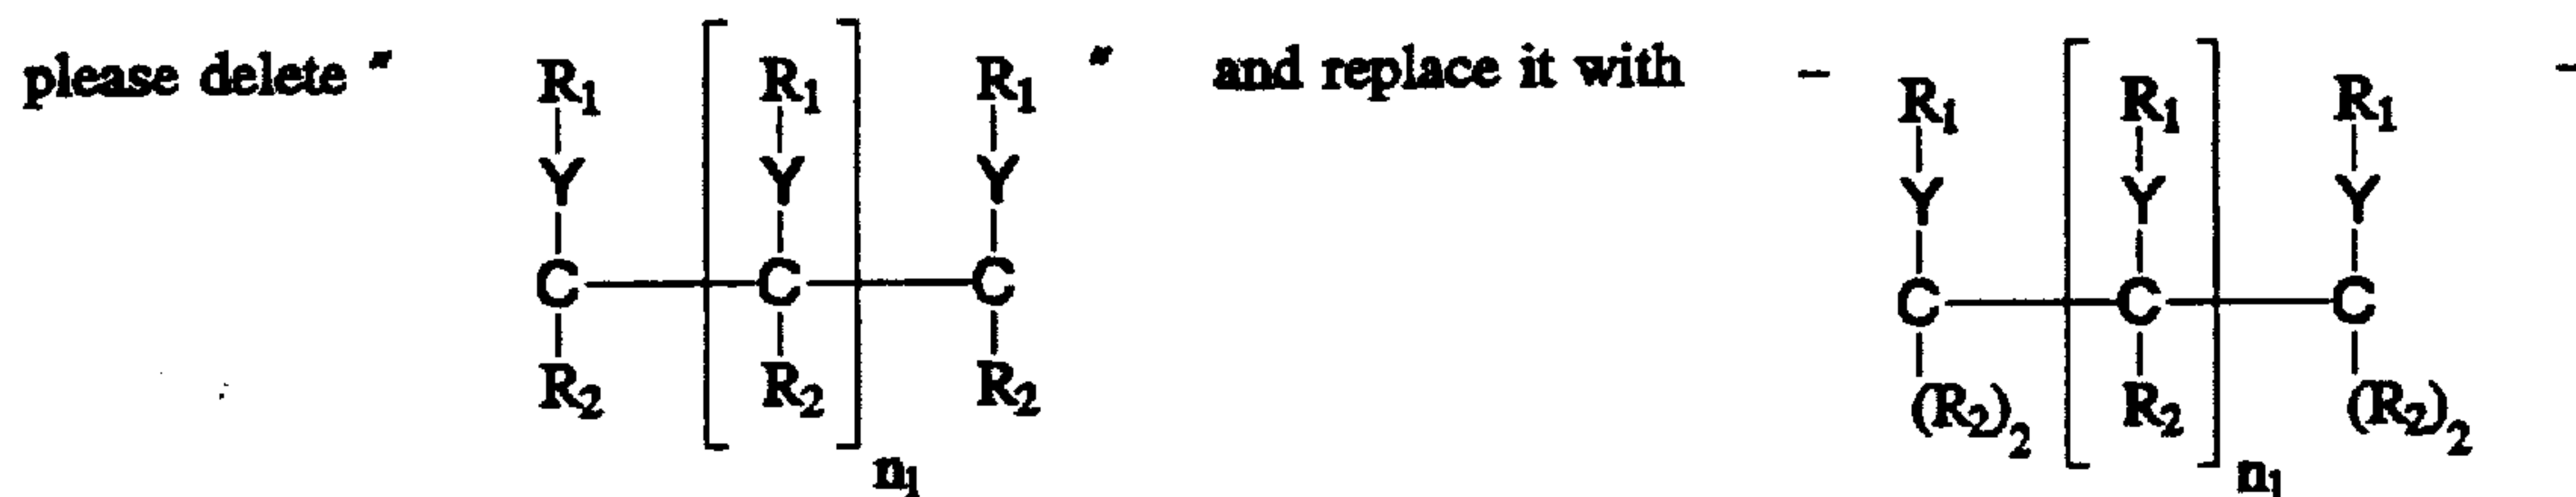 please delete " R₁ R₁ R₁ " and replace it with – R₁ R₁ R₁ –
Y Y Y Y Y Y
C C C C C C
R₂ R₂ R₂ (R₂)₂ R₂ (R₂)₂
n₁ n₁